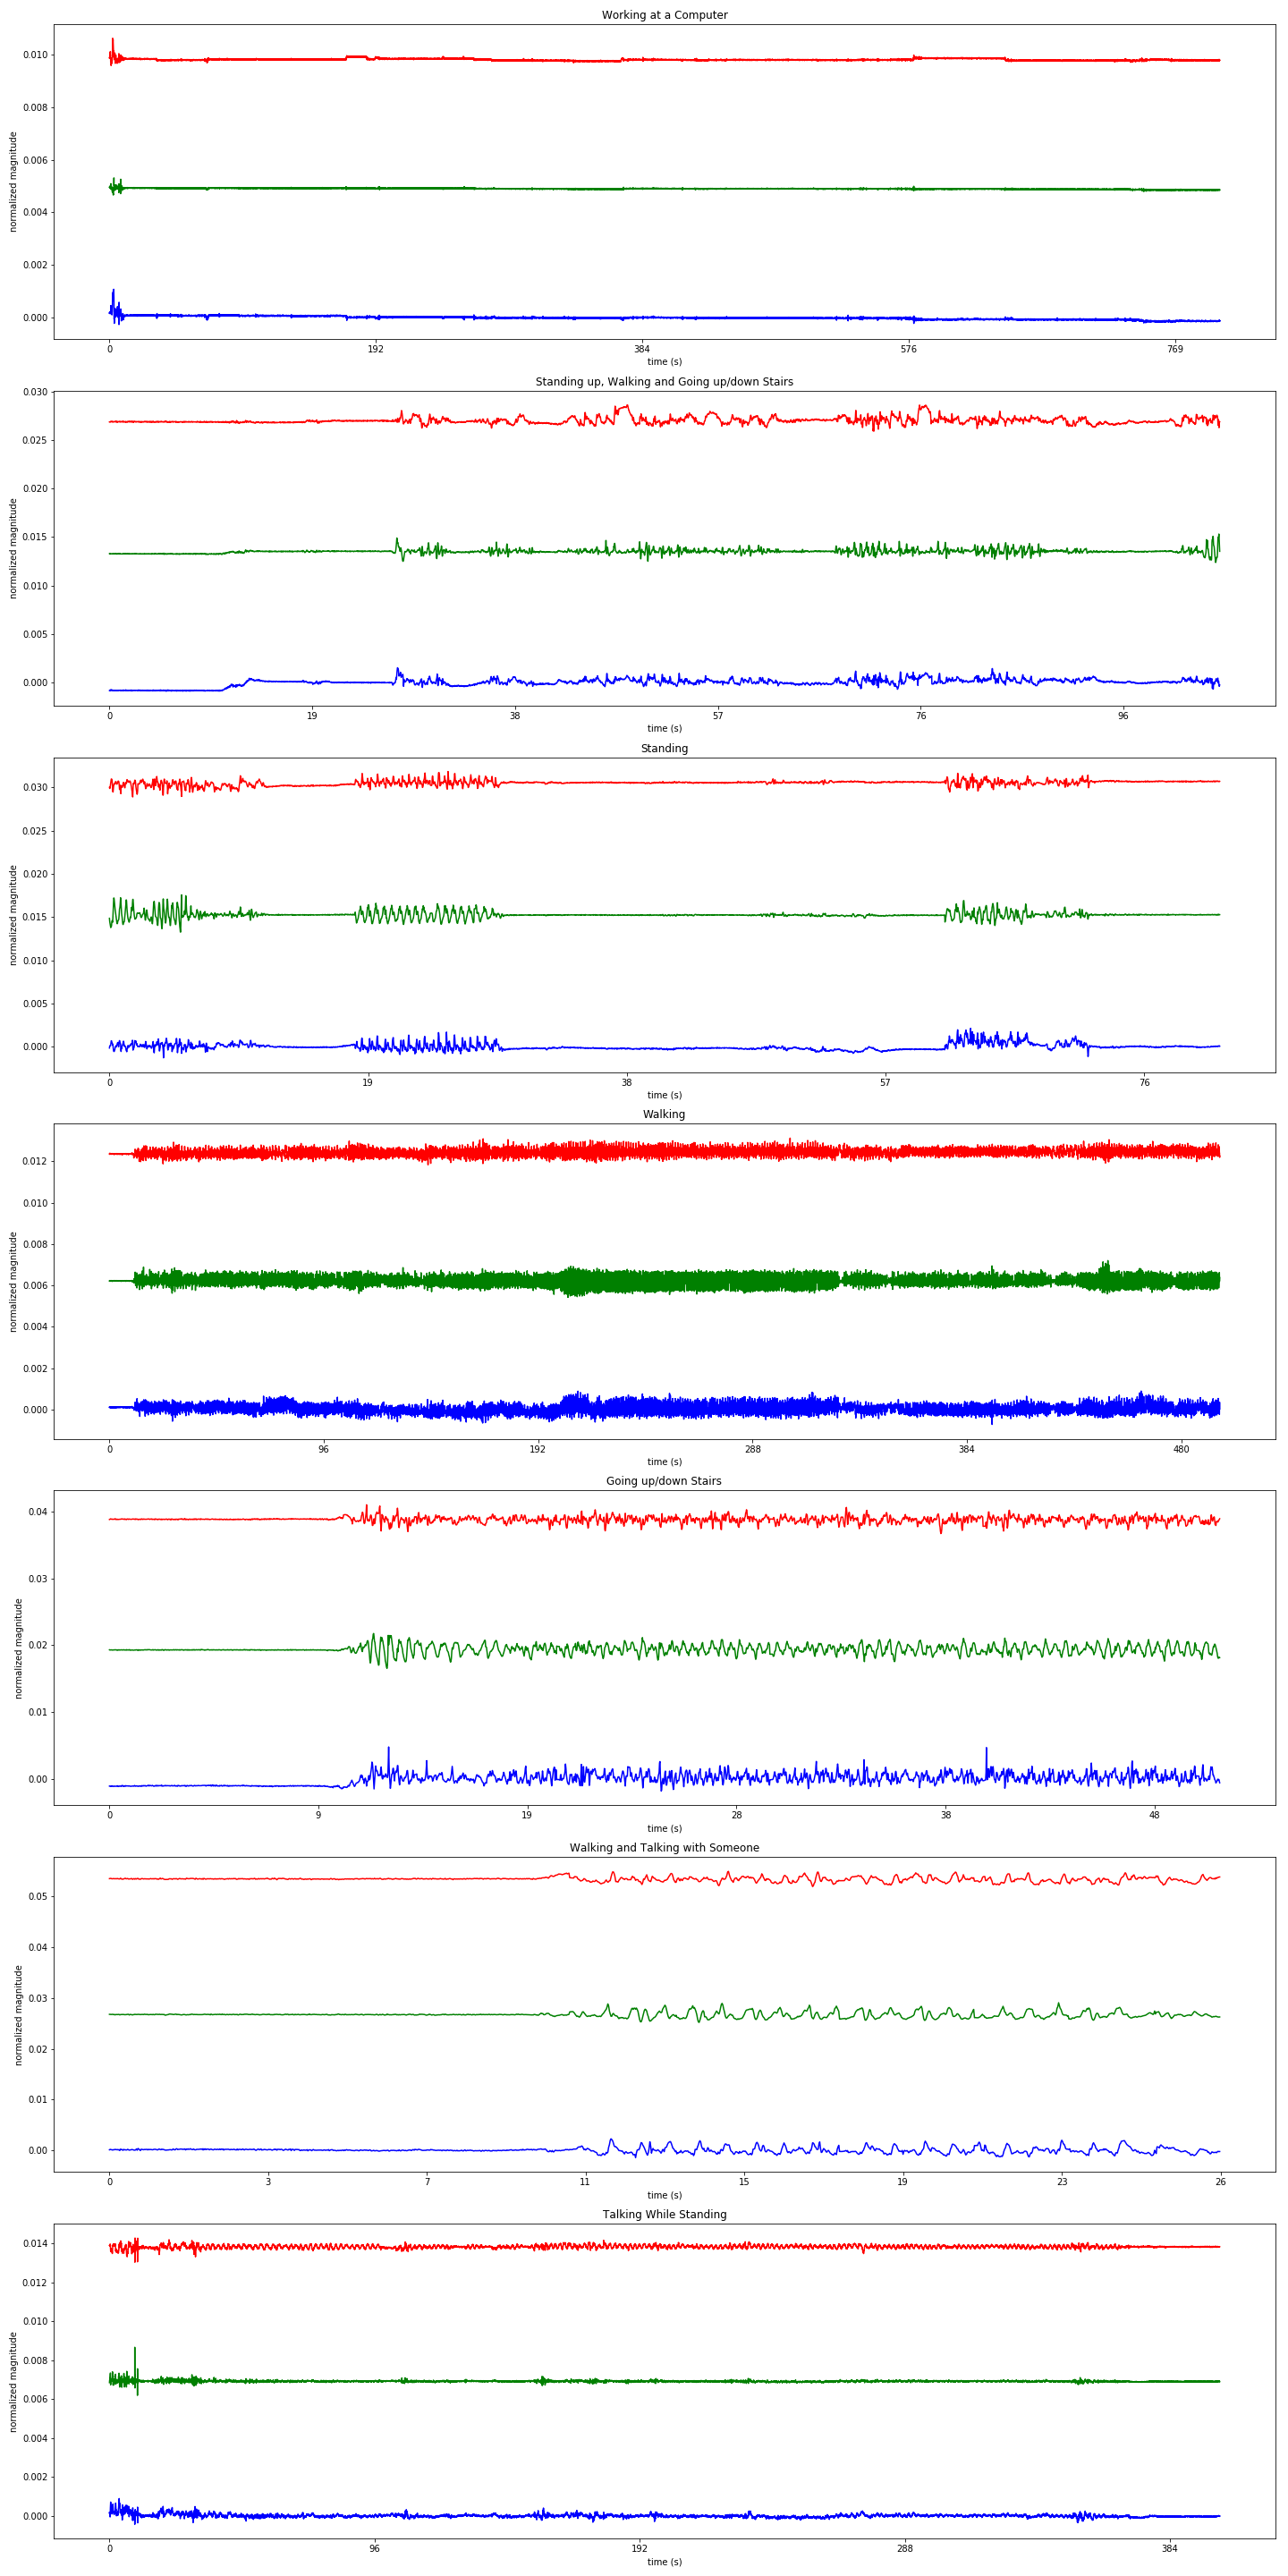 Working at a Computer
0.010
0.008
0.006
0.004
0.002
0.000
normalized magnitude
0 192 384 576 769
time (s)
Standing up, Walking and Going up/down Stairs
0.030
0.025
0.020
0.015
0.010
0.005
0.000
normalized magnitude
0 19 38 57 76 96
time (s)
Standing
0.030
0.025
0.020
0.015
0.010
0.005
0.000
normalized magnitude
0 19 38 57 76
time (s)
Walking
0.012
0.010
0.008
0.006
0.004
0.002
0.000
normalized magnitude
0 96 192 288 384 480
time (s)
Going up/down Stairs
0.04
0.03
0.02
0.01
0.00
normalized magnitude
0 9 19 28 38 48
time (s)
Walking and Talking with Someone
0.05
0.04
0.03
0.02
0.01
0.00
normalized magnitude
0 3 7 11 15 19 23 26
time (s)
Talking While Standing
0.014
0.012
0.010
0.008
0.006
0.004
0.002
0.000
normalized magnitude
0 96 192 288 384
time (s)